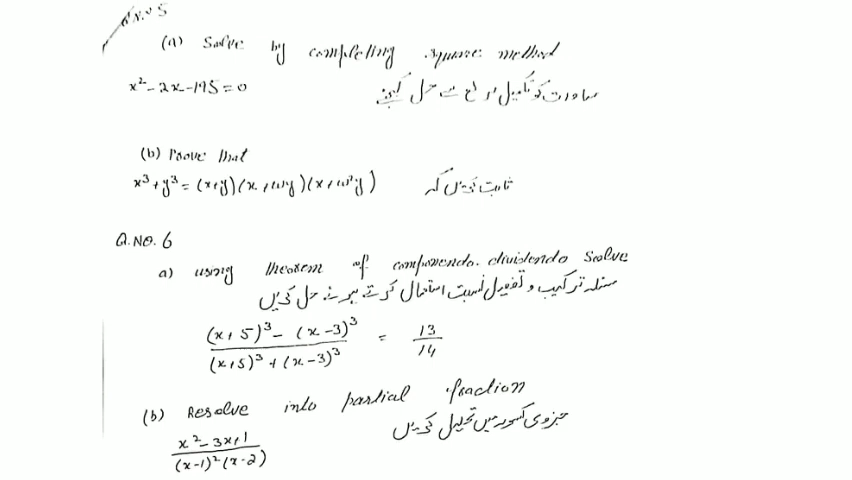 Q N.O 5
(a) Solve by completing square method
x² - 2x - 195 = 0 مساوات کو تکمیل مربع سے حل کیجئے
(b) Prove that
x³ + y³ = (x+y)(x+ωy)(x+ω²y) ثابت کریں کہ
Q.NO. 6
a) using theorem of componendo. dividendo solve
مسئلہ ترکیب و تفصیل نسبت استعمال کرتے ہوئے حل کریں
(x+5)³ - (x-3)³ / (x+5)³ + (x-3)³ = 13/14
(b) Resolve into partial fraction جزوی کسور میں تحلیل کریں
x² - 3x + 1 / (x-1)² (x-2)